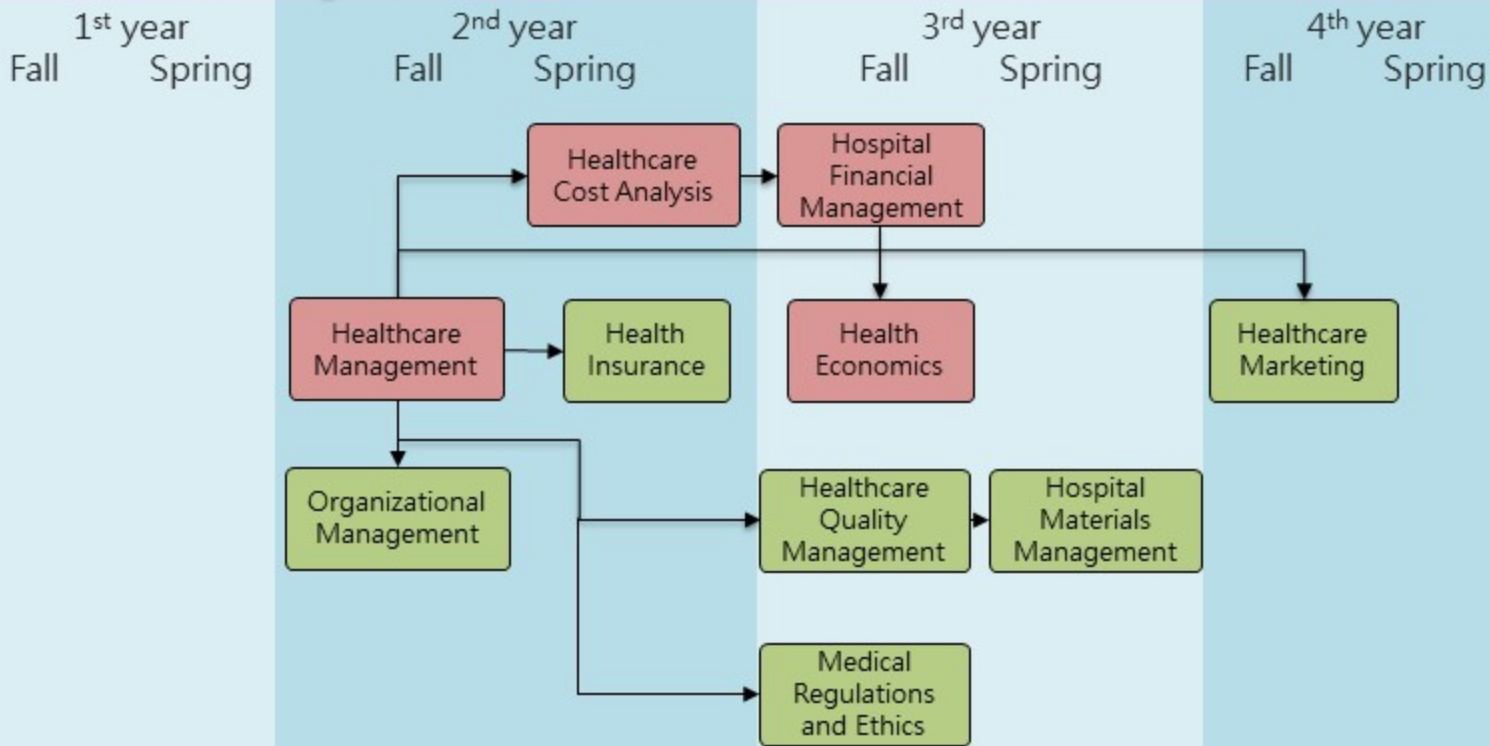 1st year
Fall Spring
2nd year
Fall Spring
3rd year
Fall Spring
4th year
Fall Spring
Healthcare
Cost Analysis
Hospital
Financial
Management
Healthcare
Management
Health
Insurance
Health
Economics
Healthcare
Marketing
Organizational
Management
Healthcare
Quality
Management
Hospital
Materials
Management
Medical
Regulations
and Ethics